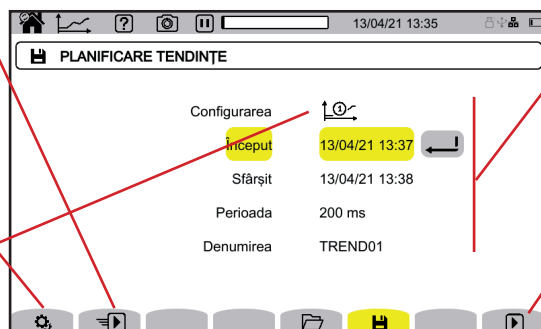 13/04/21 13:35
PLANIFICARE TENDINȚE
Configurarea 1
Început 13/04/21 13:37
Sfârșit 13/04/21 13:38
Perioada 200 ms
Denumirea TREND01